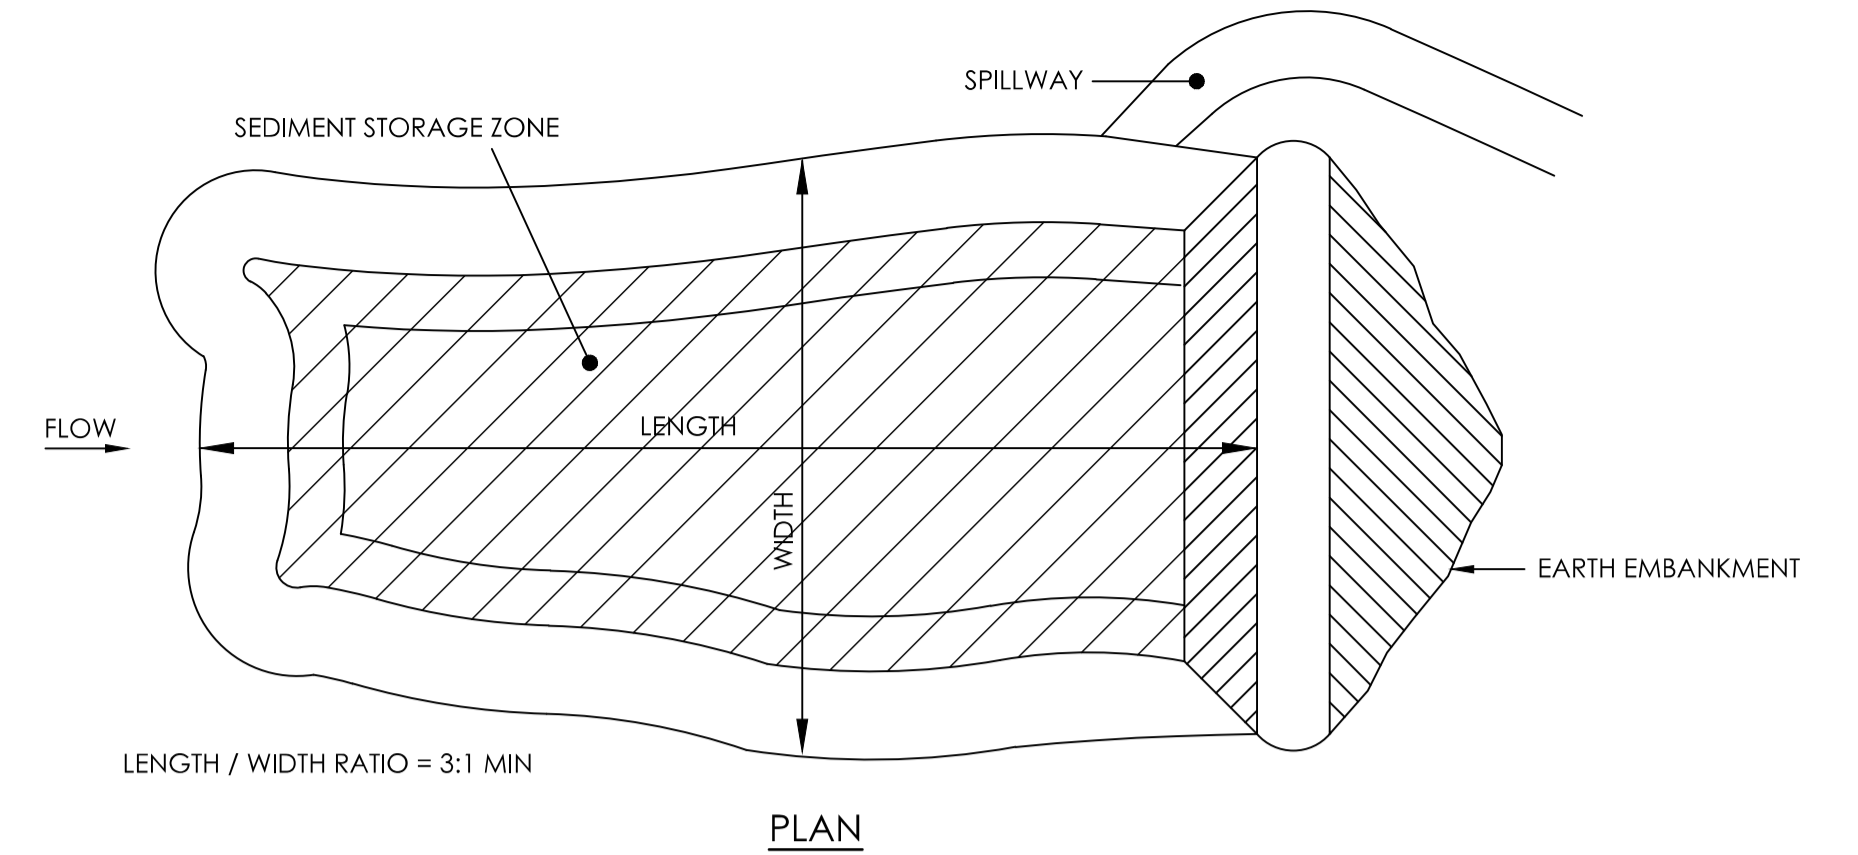 SPILLWAY
SEDIMENT STORAGE ZONE
FLOW
LENGTH
WIDTH
EARTH EMBANKMENT
LENGTH / WIDTH RATIO = 3:1 MIN
PLAN